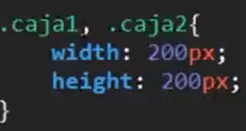 .caja1, .caja2{
    width: 200px;
    height: 200px;
}